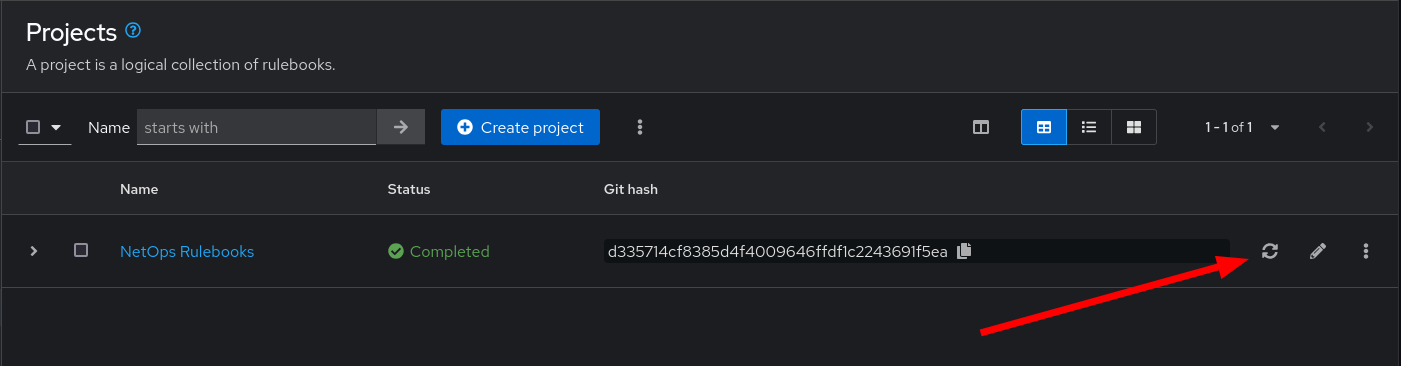 Projects
A project is a logical collection of rulebooks.
Name starts with Create project 1 - 1 of 1
Name Status Git hash
NetOps Rulebooks Completed d335714cf8385d4f4009646ffdf1c2243691f5ea